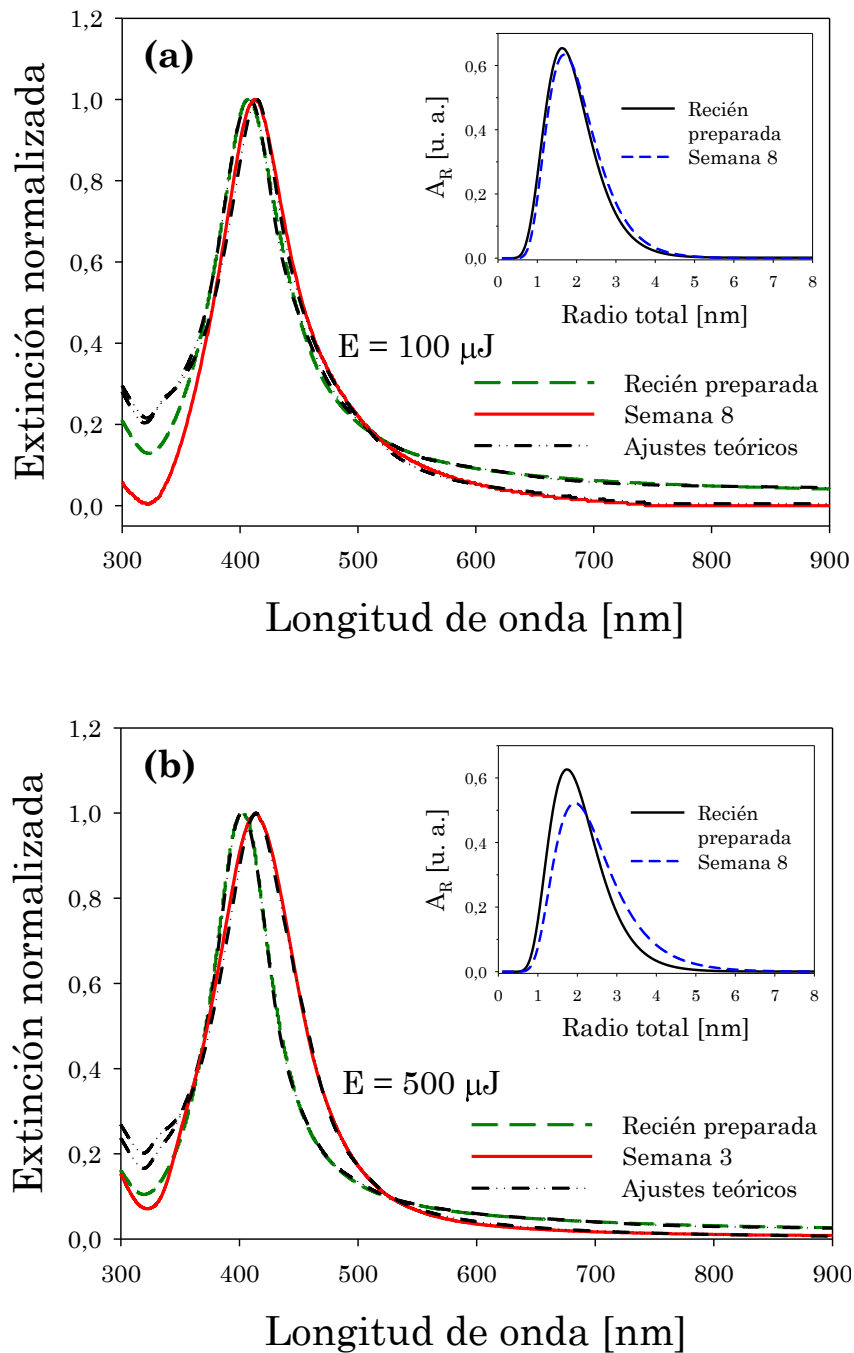 (a)
Extinción normalizada
1,2
1,0
0,8
0,6
0,4
0,2
0,0
300 400 500 600 700 800 900
Longitud de onda [nm]
E = 100 μJ
Recién preparada
Semana 8
Ajustes teóricos
A_R [u. a.]
0,6
0,4
0,2
0,0
0 1 2 3 4 5 6 7 8
Radio total [nm]
Recién
preparada
Semana 8
(b)
Extinción normalizada
1,2
1,0
0,8
0,6
0,4
0,2
0,0
300 400 500 600 700 800 900
Longitud de onda [nm]
E = 500 μJ
Recién preparada
Semana 3
Ajustes teóricos
A_R [u. a.]
0,6
0,4
0,2
0,0
0 1 2 3 4 5 6 7 8
Radio total [nm]
Recién
preparada
Semana 8